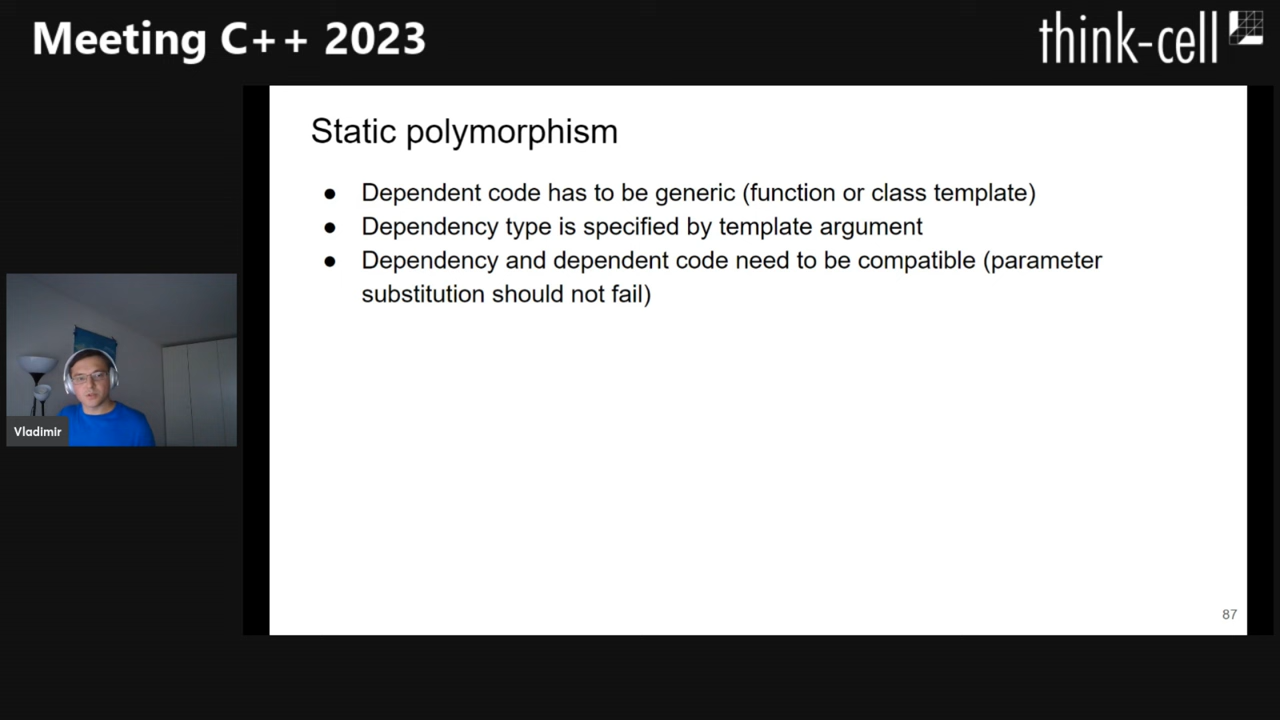 Meeting C++ 2023
think-cell
Static polymorphism
● Dependent code has to be generic (function or class template)
● Dependency type is specified by template argument
● Dependency and dependent code need to be compatible (parameter
substitution should not fail)
Vladimir
87